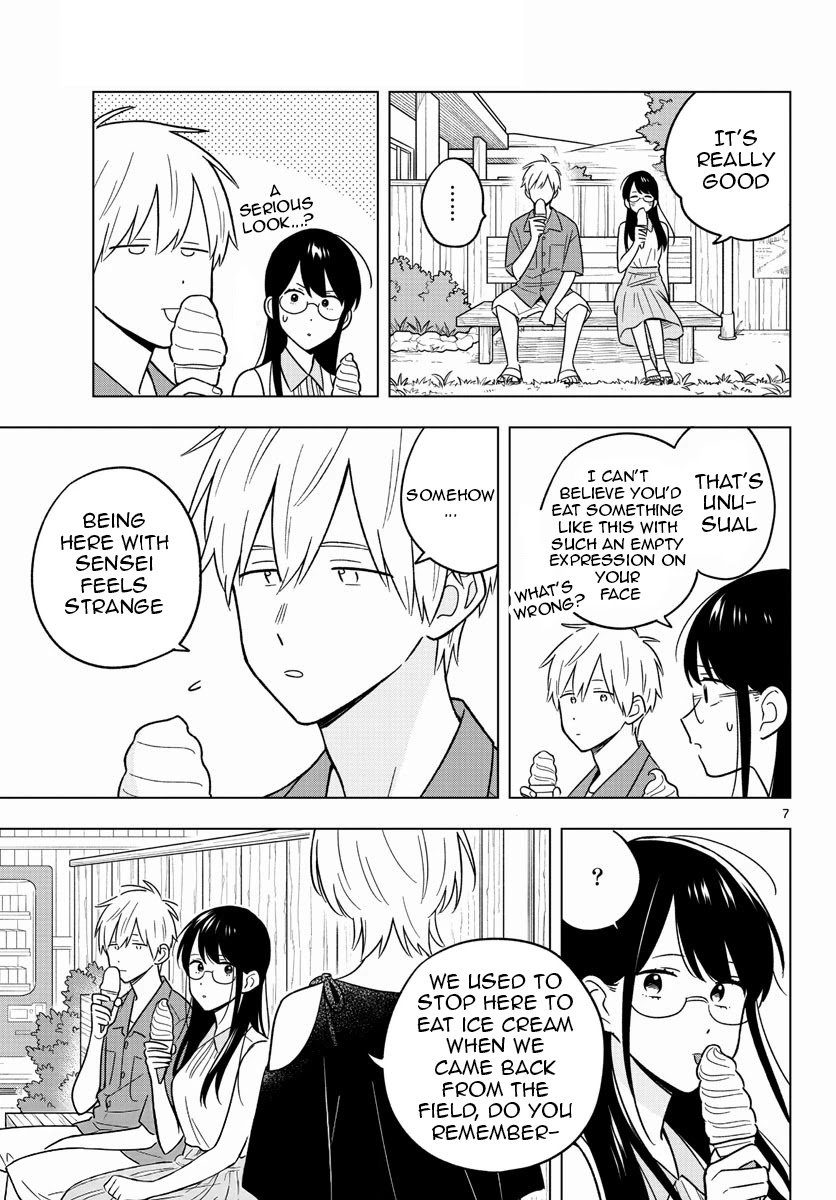 IT'S
REALLY
GOOD
......
A
SERIOUS
LOOK...?
THAT'S
UNU-
SUAL
I CAN'T
BELIEVE YOU'D
EAT SOMETHING
LIKE THIS WITH
SUCH AN EMPTY
EXPRESSION ON
YOUR
FACE
WHAT'S
WRONG?
SOMEHOW
...
BEING
HERE WITH
SENSEI
FEELS
STRANGE
7
?
WE USED TO
STOP HERE TO
EAT ICE CREAM
WHEN WE
CAME BACK
FROM THE
FIELD, DO YOU
REMEMBER-